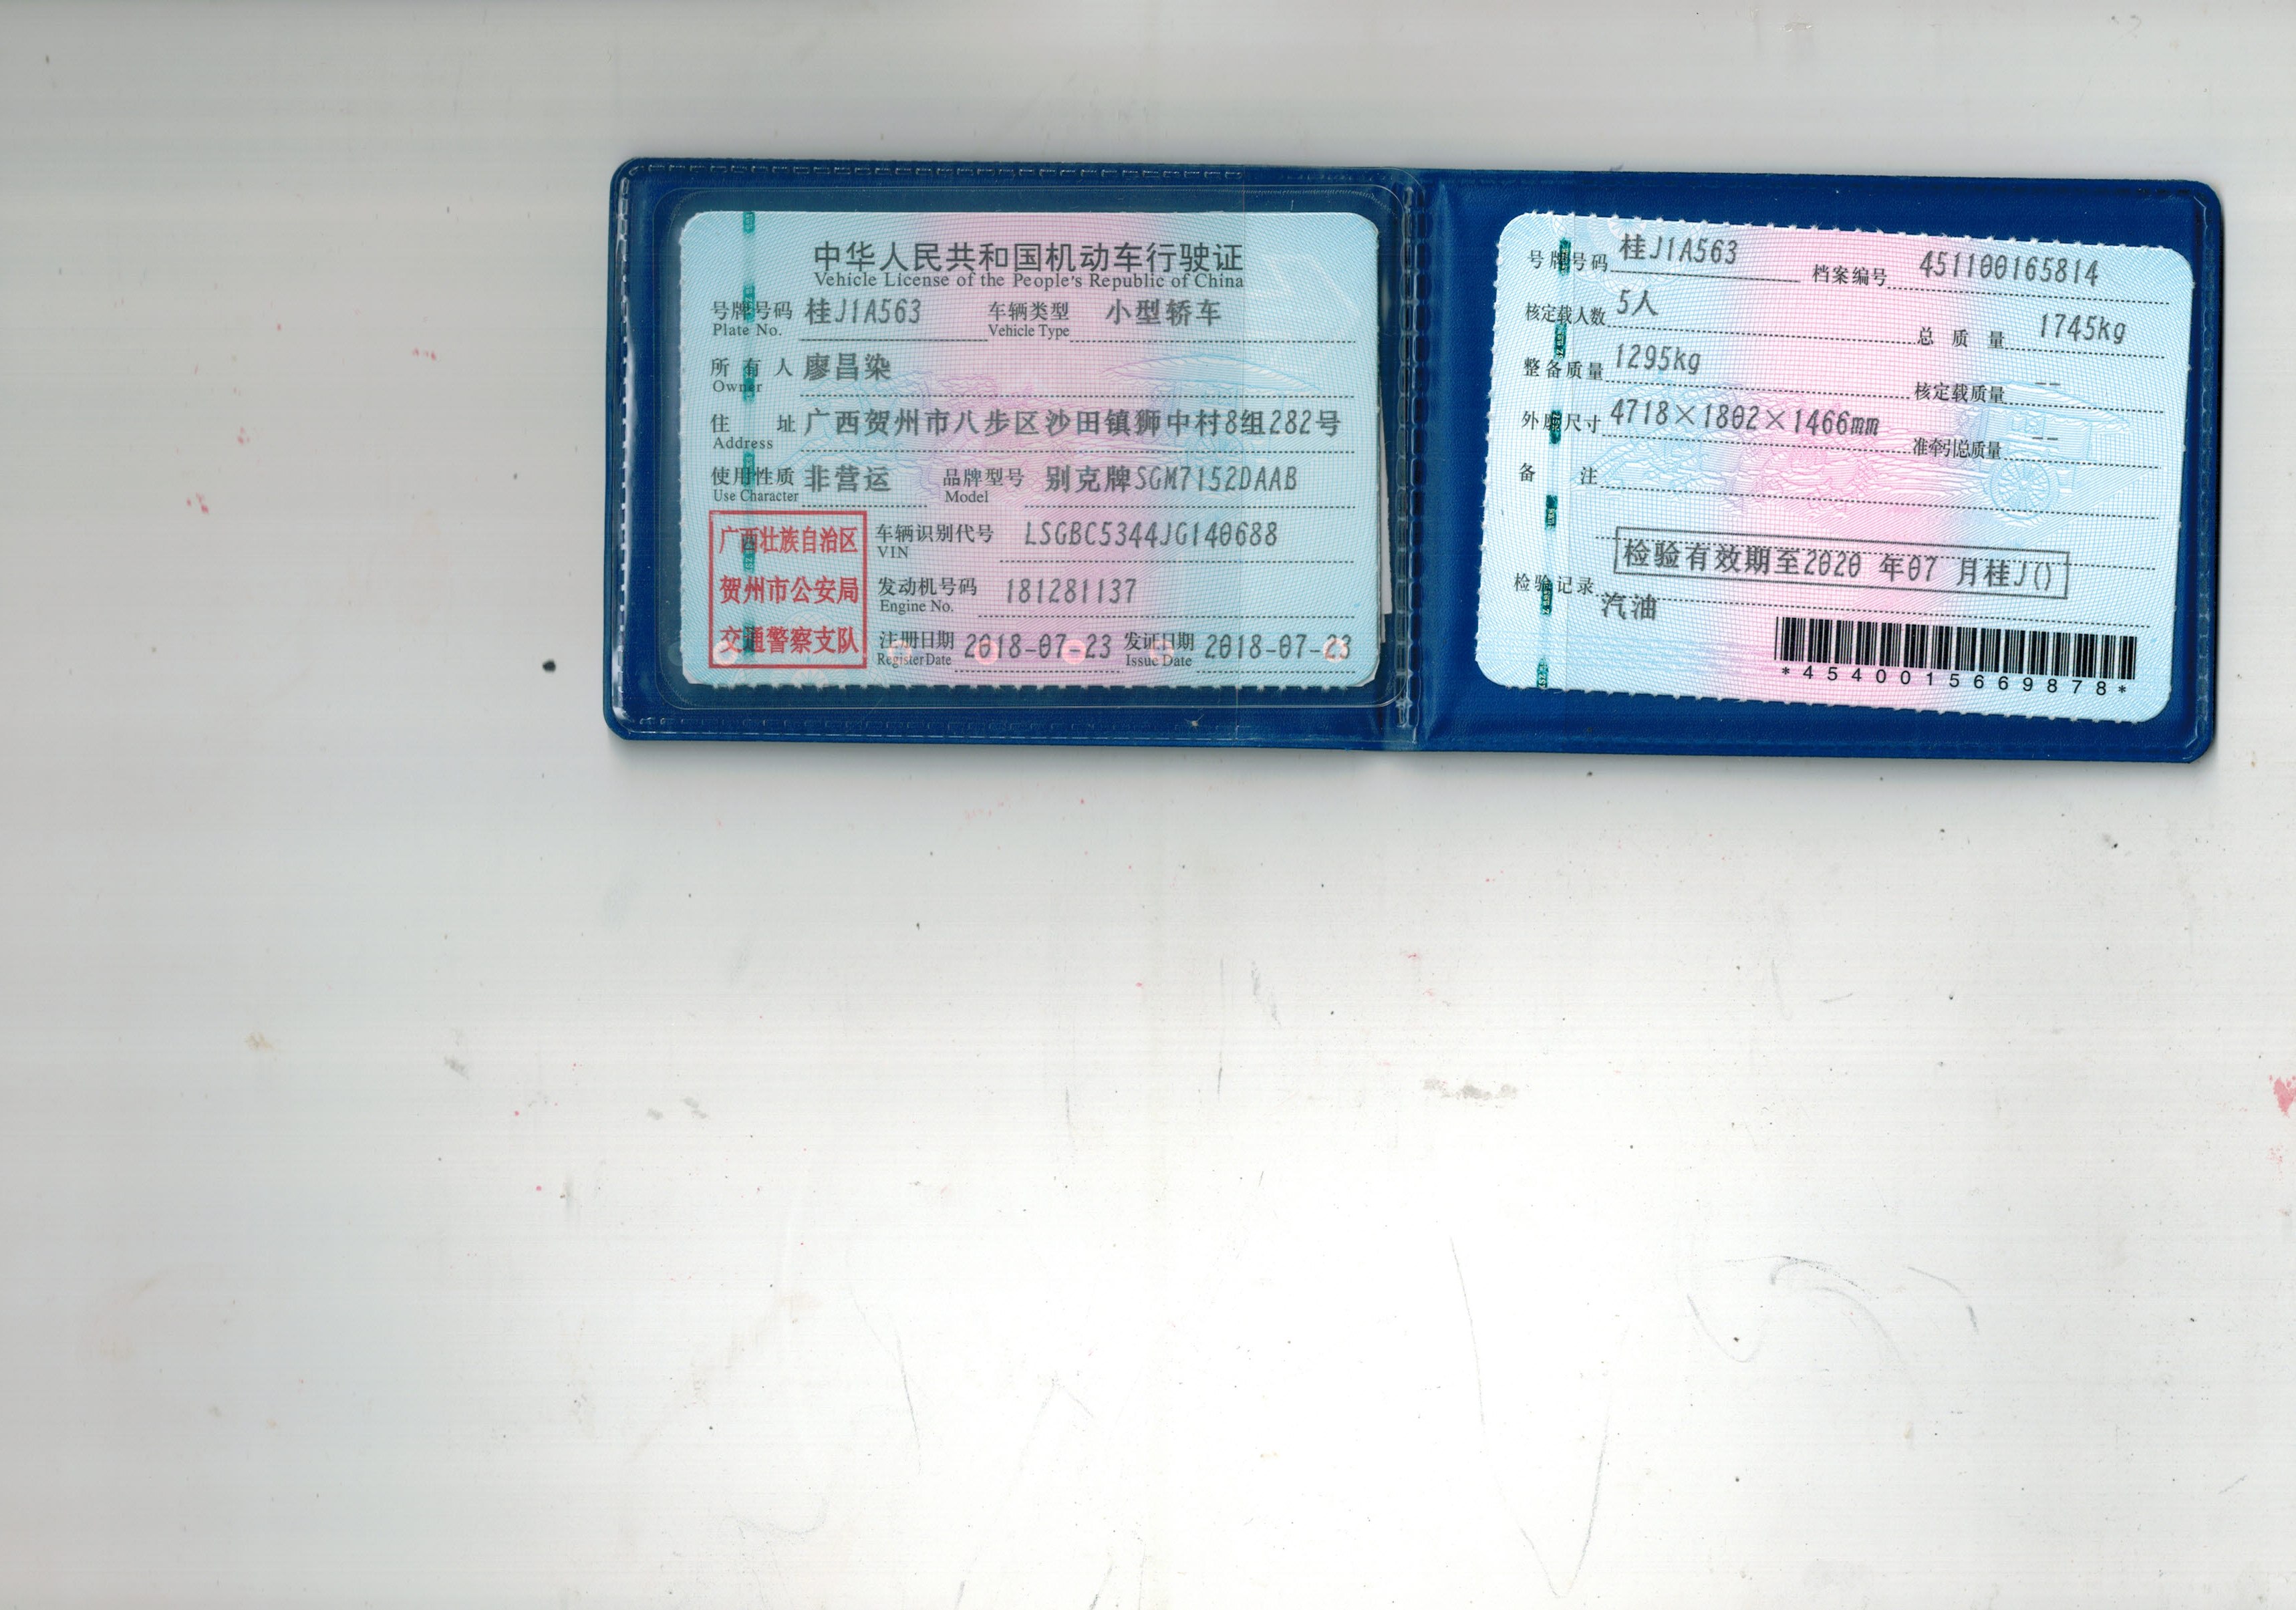 中华人民共和国机动车行驶证
Vehicle License of the People's Republic of China
号牌号码 桂J1A563 车辆类型 小型轿车
Plate No. Vehicle Type
所有人 廖昌染
Owner
住址 广西贺州市八步区沙田镇狮中村8组282号
Address
使用性质 非营运 品牌型号 别克牌SGM7152DAAB
Use Character Model
广西壮族自治区
贺州市公安局
交通警察支队
车辆识别代号 LSGBC5344JG140688
VIN
发动机号码 181281137
Engine No.
注册日期 2018-07-23 发证日期 2018-07-23
Register Date Issue Date
号牌号码 桂J1A563 档案编号 451100165814
核定载人数 5人 总质量 1745kg
整备质量 1295kg 核定载质量 --
外廓尺寸 4718×1802×1466mm 准牵引总质量 --
备注
检验有效期至2020 年07 月桂J()
检验记录
汽油
*4540015669878*